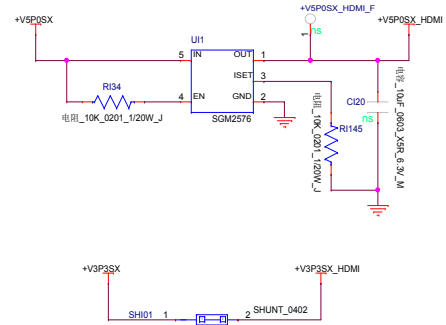 +V5P0SX_HDMI_F
+V5P0SX
ns
+V5P0SX_HDMI
1
UI1
5
IN
OUT
1
ISET
3
RI34
4
EN
GND
2
SGM2576
电阻_10K_0201_1/20W_J
CI20
ns
电容_10uF_0603_X5R_6.3V_M
RI145
电阻_10K_0201_1/20W_J
+V3P3SX
+V3P3SX_HDMI
SHI01
1
2
SHUNT_0402